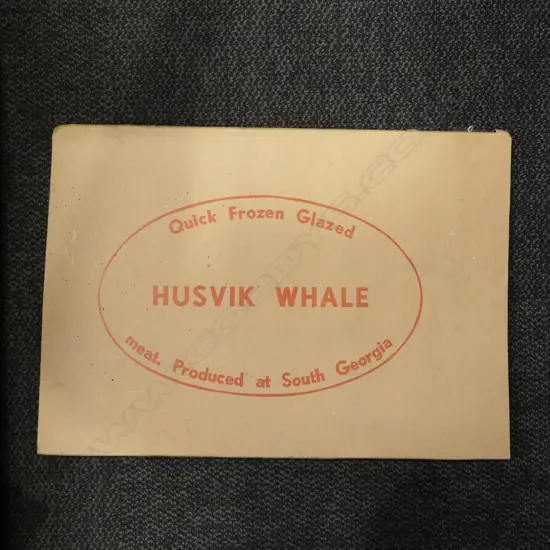 Quick Frozen Glazed
HUSVIK WHALE
meat. Produced at South Georgia